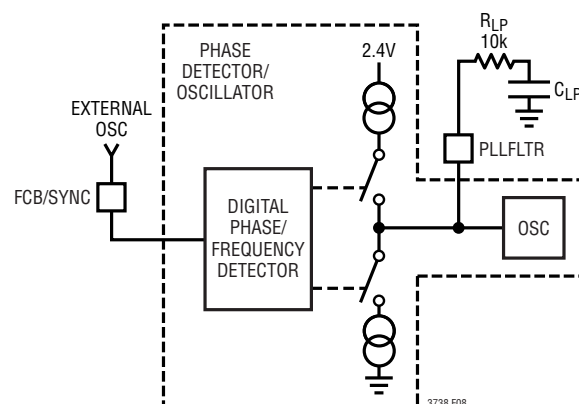 PHASE
DETECTOR/
OSCILLATOR
2.4V
RLP
10k
CLP
EXTERNAL
OSC
PLLFLTR
FCB/SYNC
DIGITAL
PHASE/
FREQUENCY
DETECTOR
OSC
3738 F08